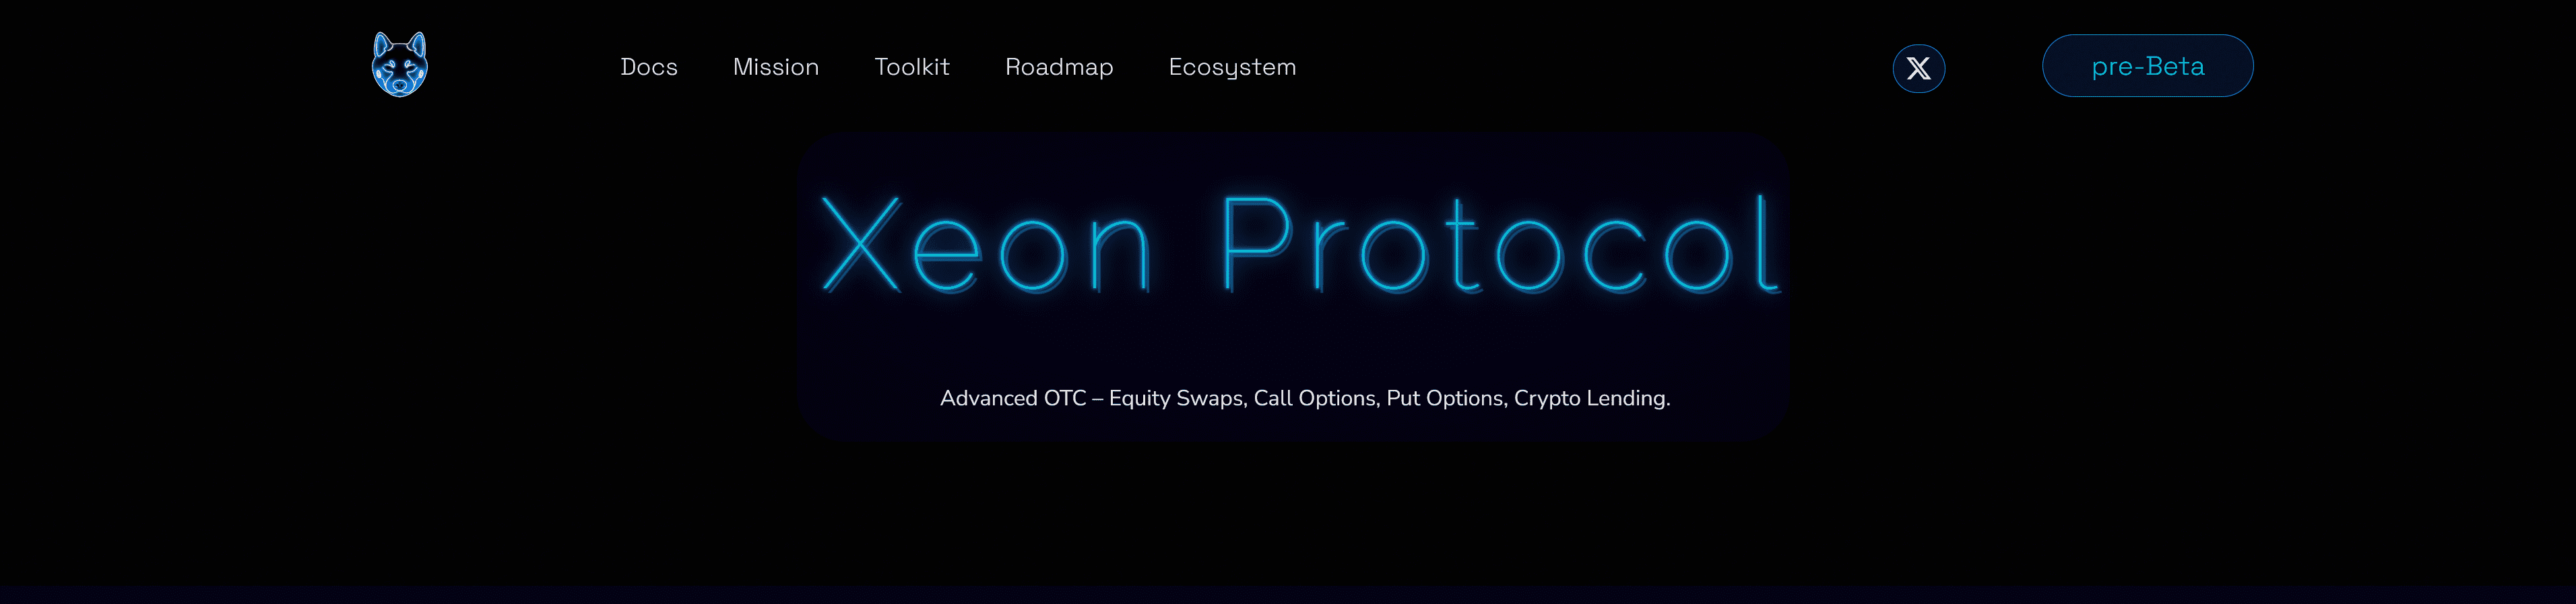 Docs Mission Toolkit Roadmap Ecosystem X pre-Beta
Xeon Protocol
Advanced OTC – Equity Swaps, Call Options, Put Options, Crypto Lending.